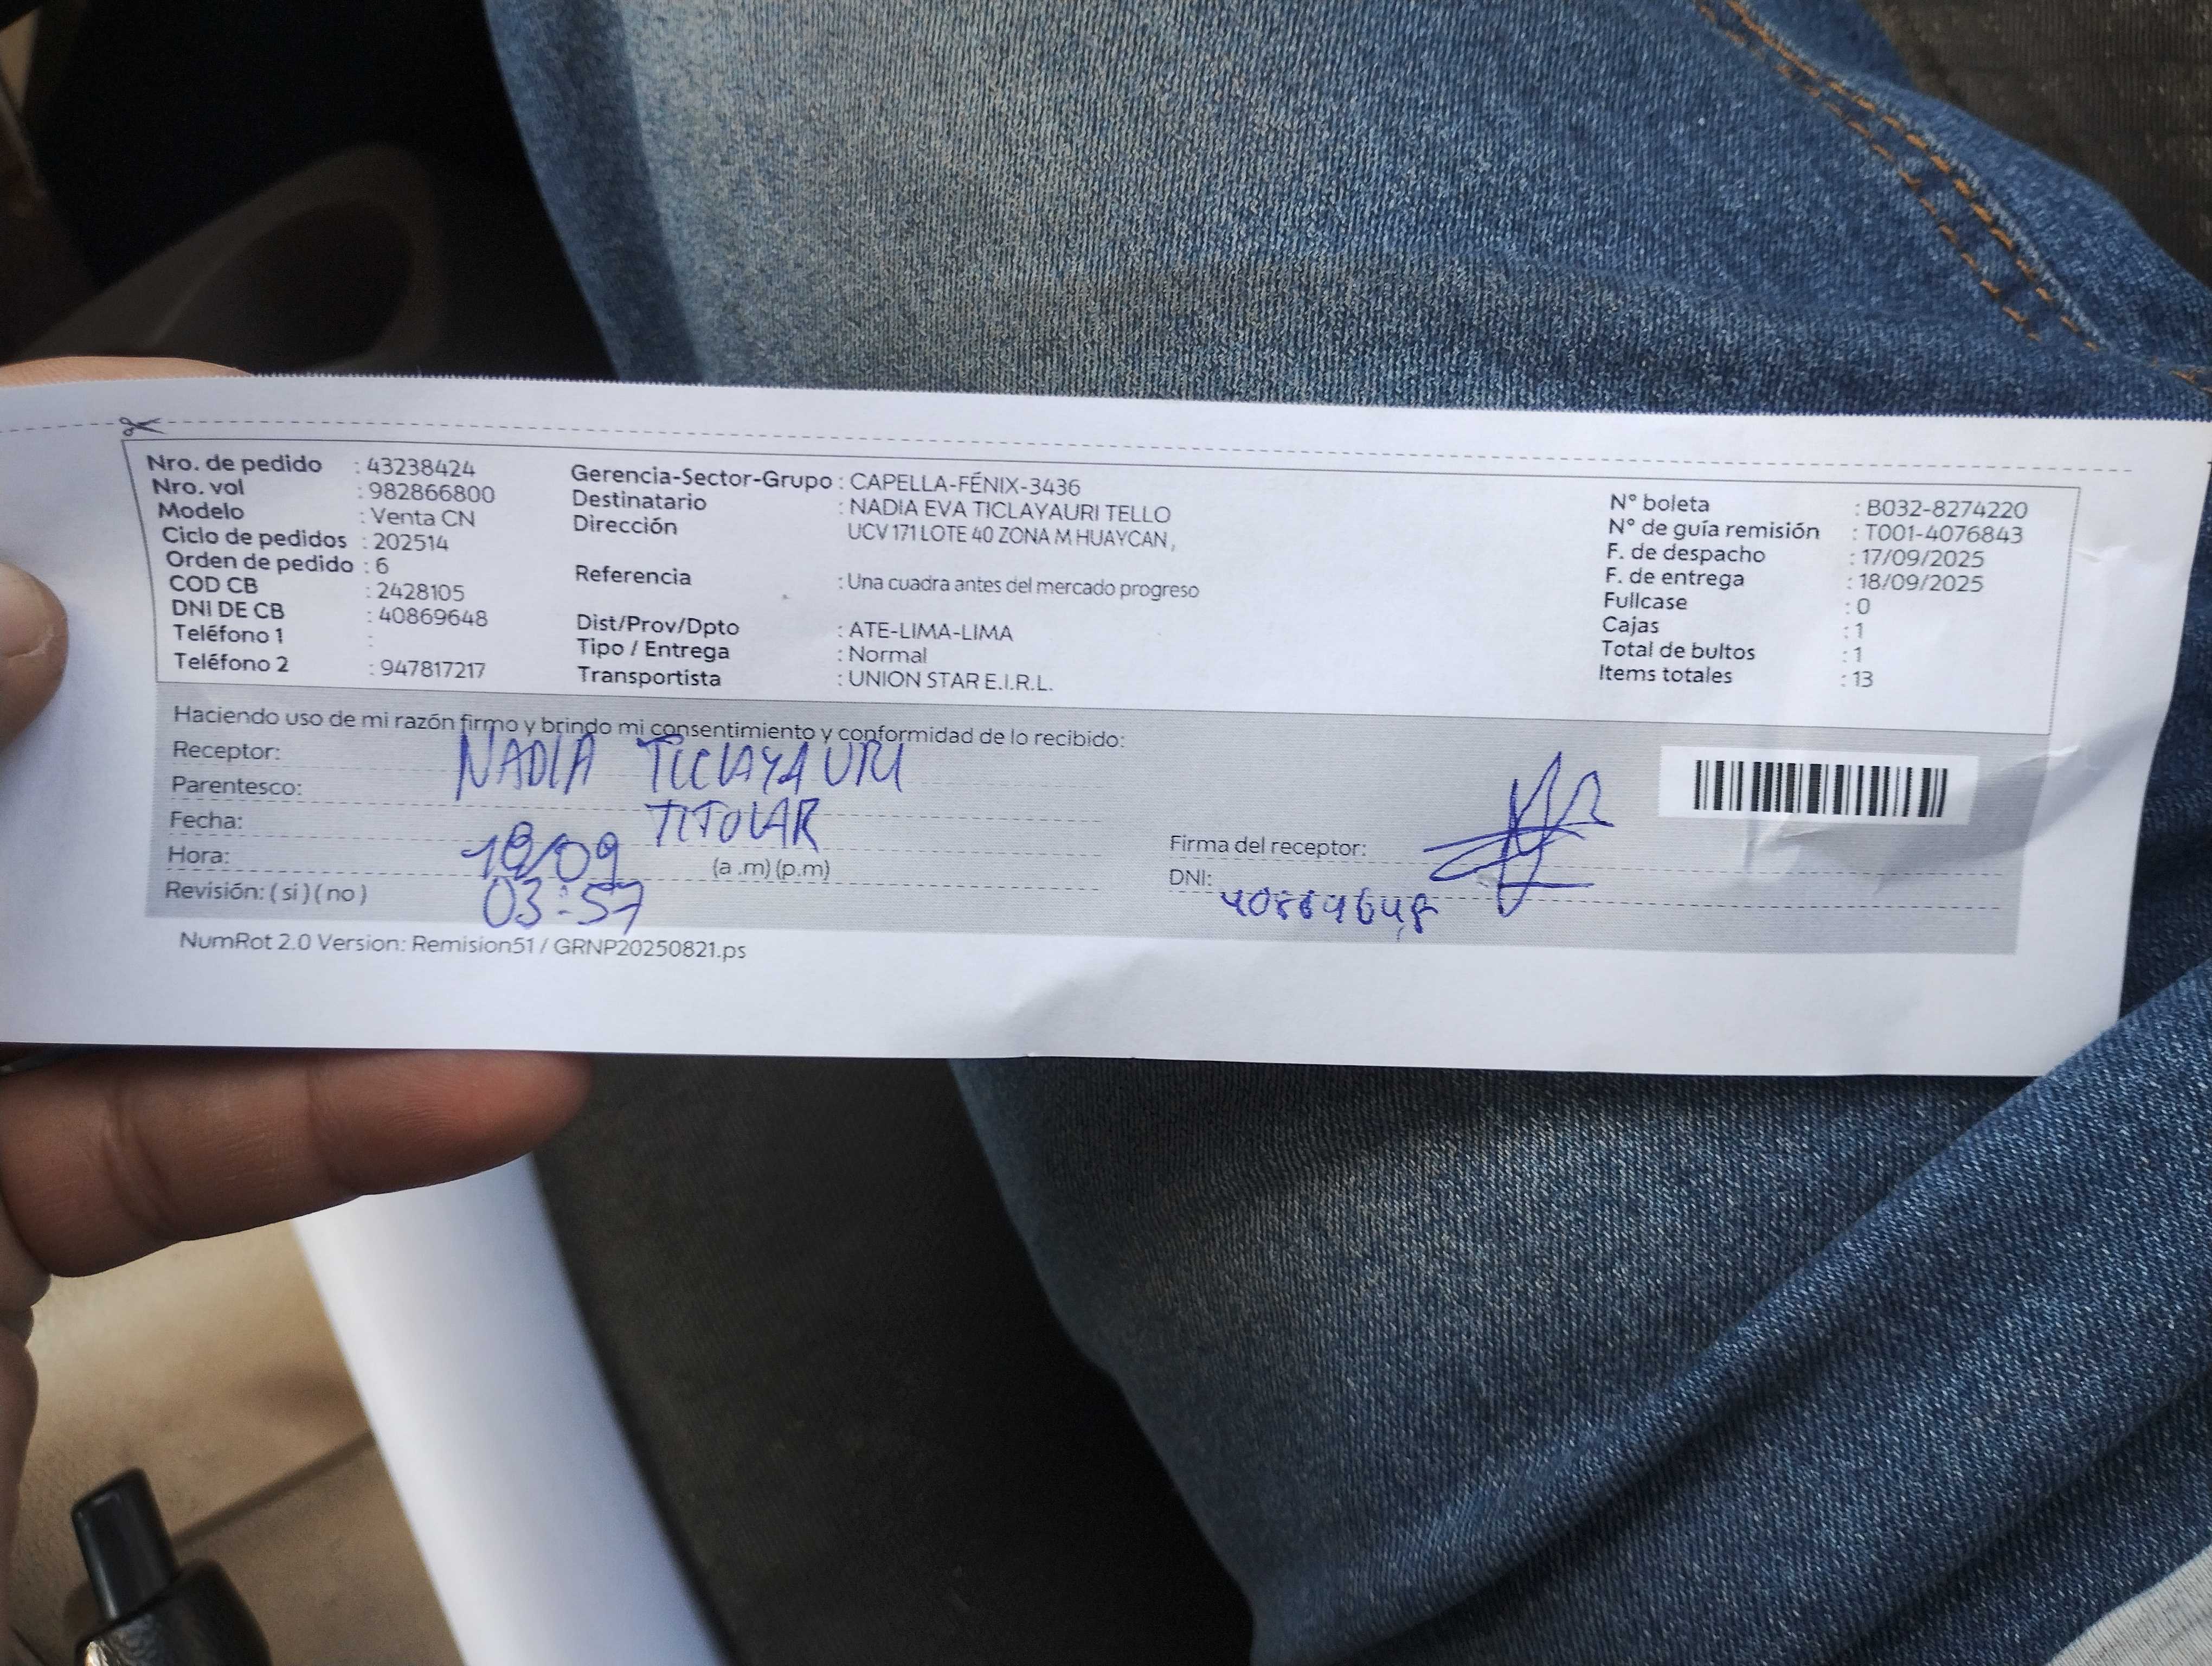 Nro. de pedido : 43238424
Nro. vol : 982866800
Modelo : Venta CN
Ciclo de pedidos : 202514
Orden de pedido : 6
COD CB : 2428105
DNI DE CB : 40869648
Teléfono 1 :
Teléfono 2 : 947817217
Gerencia-Sector-Grupo : CAPELLA-FÉNIX-3436
Destinatario : NADIA EVA TICLAYAURI TELLO
Dirección UCV 171 LOTE 40 ZONA M HUAYCAN,
Referencia : Una cuadra antes del mercado progreso
Dist/Prov/Dpto : ATE-LIMA-LIMA
Tipo / Entrega : Normal
Transportista : UNION STAR E.I.R.L.
N° boleta : B032-8274220
N° de guía remisión : T001-4076843
F. de despacho : 17/09/2025
F. de entrega : 18/09/2025
Fullcase : 0
Cajas : 1
Total de bultos : 1
Items totales : 13
Haciendo uso de mi razón firmo y brindo mi consentimiento y conformidad de lo recibido:
Receptor: NADIA TICLAYAURI
Parentesco: TITOLAR
Fecha: 18/09
Hora: 03:57 (a .m) (p.m)
Revisión: ( si ) ( no )
Firma del receptor:
DNI: 40869648
NumRot 2.0 Version: Remision51 / GRNP20250821.ps